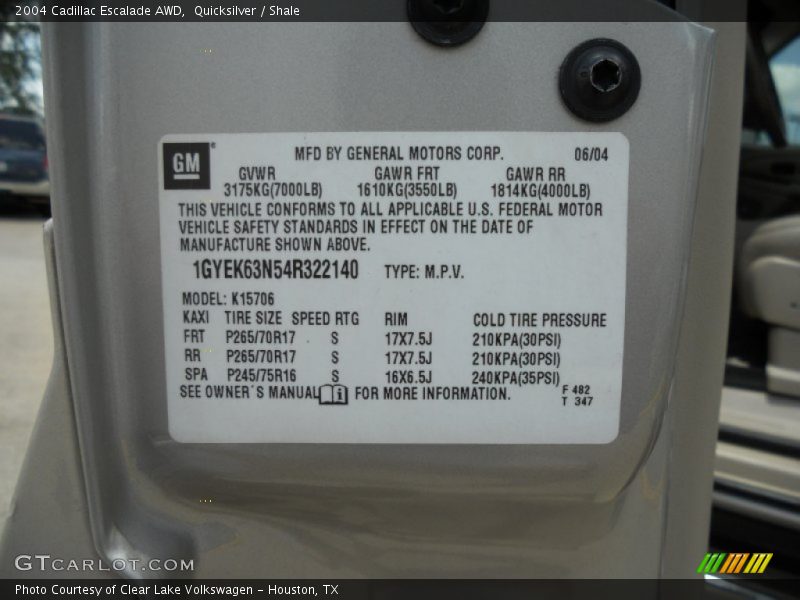 2004 Cadillac Escalade AWD,  Quicksilver / Shale
GM
MFD BY GENERAL MOTORS CORP. 06/04
GVWR GAWR FRT GAWR RR
3175KG(7000LB) 1610KG(3550LB) 1814KG(4000LB)
THIS VEHICLE CONFORMS TO ALL APPLICABLE U.S. FEDERAL MOTOR
VEHICLE SAFETY STANDARDS IN EFFECT ON THE DATE OF
MANUFACTURE SHOWN ABOVE.
1GYEK63N54R322140 TYPE: M.P.V.
MODEL: K15706
KAXI TIRE SIZE SPEED RTG RIM COLD TIRE PRESSURE
FRT P265/70R17 S 17X7.5J 210KPA(30PSI)
RR P265/70R17 S 17X7.5J 210KPA(30PSI)
SPA P245/75R16 S 16X6.5J 240KPA(35PSI)
SEE OWNER'S MANUAL i FOR MORE INFORMATION.
F 482
T 347
GTCARLOT.COM
Photo Courtesy of Clear Lake Volkswagen - Houston, TX